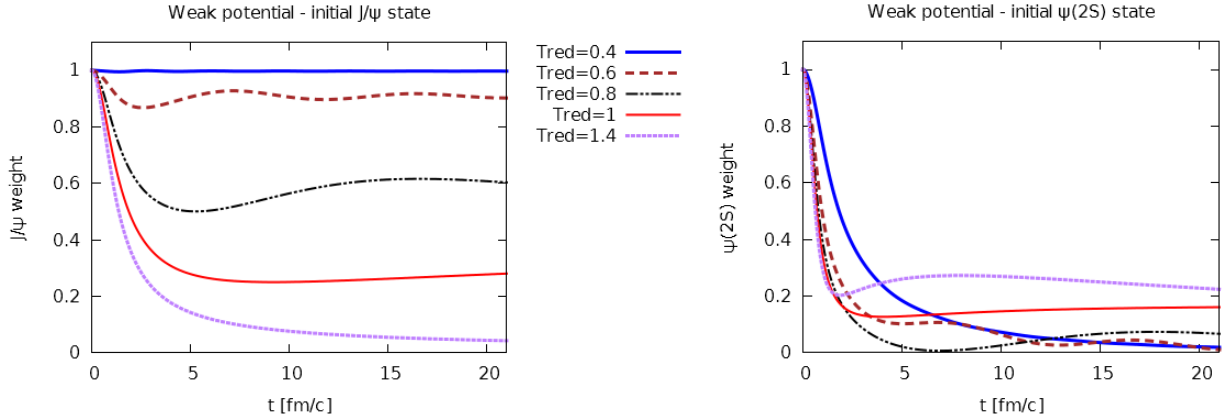 Weak potential - initial J/ψ state
J/ψ weight
1
0.8
0.6
0.4
0.2
0
0 5 10 15 20
t [fm/c]
Tred=0.4
Tred=0.6
Tred=0.8
Tred=1
Tred=1.4
Weak potential - initial ψ(2S) state
ψ(2S) weight
1
0.8
0.6
0.4
0.2
0
0 5 10 15 20
t [fm/c]